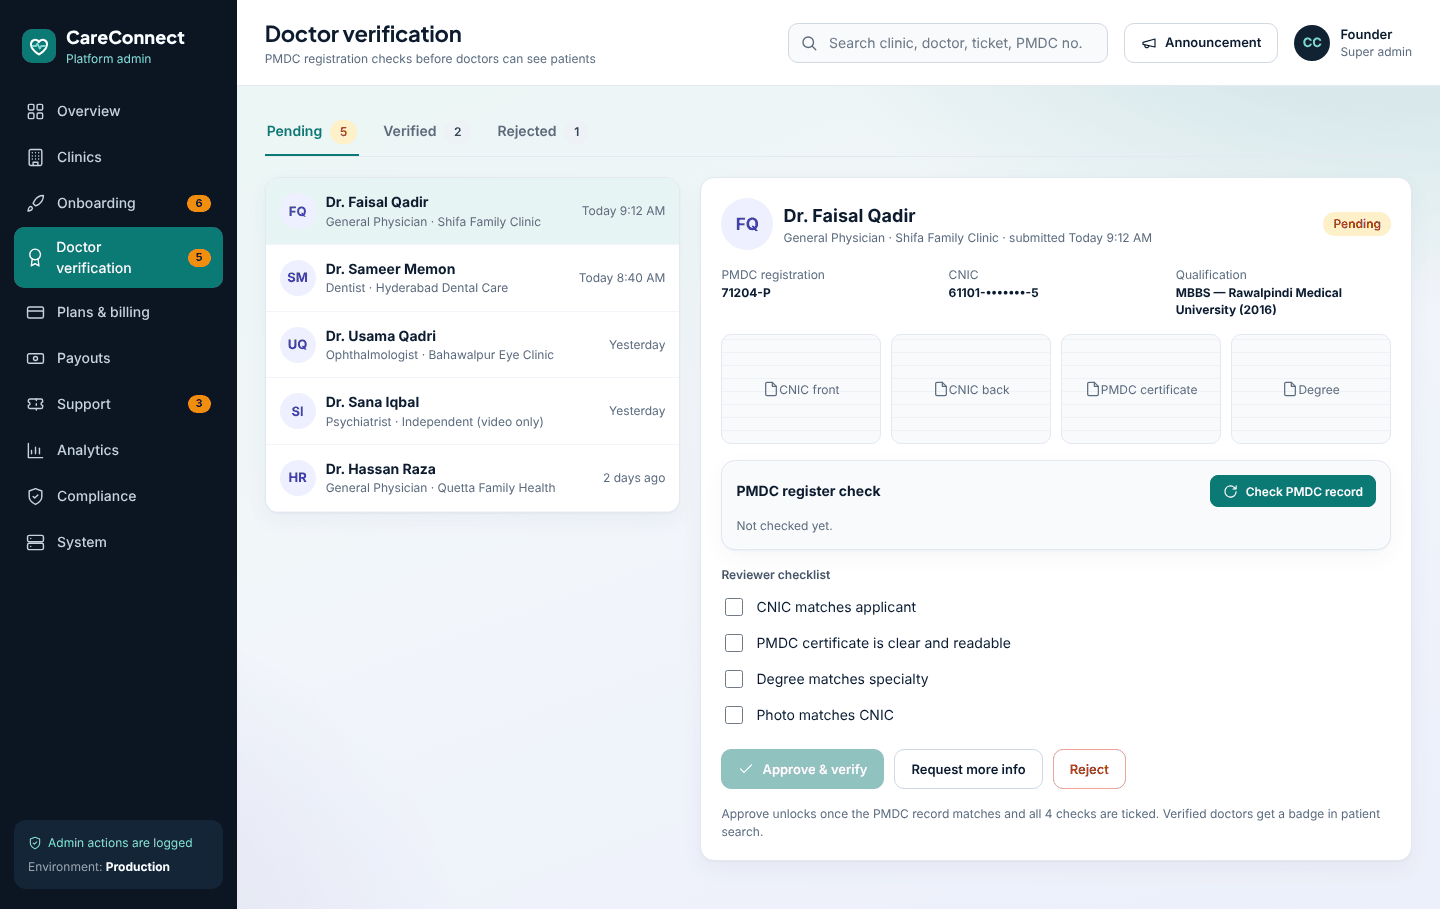 CareConnect
Platform admin
Overview
Clinics
Onboarding 6
Doctor
verification 5
Plans & billing
Payouts
Support 3
Analytics
Compliance
System
Admin actions are logged
Environment: Production
Doctor verification
PMDC registration checks before doctors can see patients
Search clinic, doctor, ticket, PMDC no.
Announcement
CC
Founder
Super admin
Pending 5
Verified 2
Rejected 1
FQ
Dr. Faisal Qadir
General Physician · Shifa Family Clinic
Today 9:12 AM
SM
Dr. Sameer Memon
Dentist · Hyderabad Dental Care
Today 8:40 AM
UQ
Dr. Usama Qadri
Ophthalmologist · Bahawalpur Eye Clinic
Yesterday
SI
Dr. Sana Iqbal
Psychiatrist · Independent (video only)
Yesterday
HR
Dr. Hassan Raza
General Physician · Quetta Family Health
2 days ago
FQ
Dr. Faisal Qadir
General Physician · Shifa Family Clinic · submitted Today 9:12 AM
Pending
PMDC registration
71204-P
CNIC
61101-•••••••-5
Qualification
MBBS — Rawalpindi Medical
University (2016)
CNIC front
CNIC back
PMDC certificate
Degree
PMDC register check
Check PMDC record
Not checked yet.
Reviewer checklist
CNIC matches applicant
PMDC certificate is clear and readable
Degree matches specialty
Photo matches CNIC
Approve & verify
Request more info
Reject
Approve unlocks once the PMDC record matches and all 4 checks are ticked. Verified doctors get a badge in patient
search.